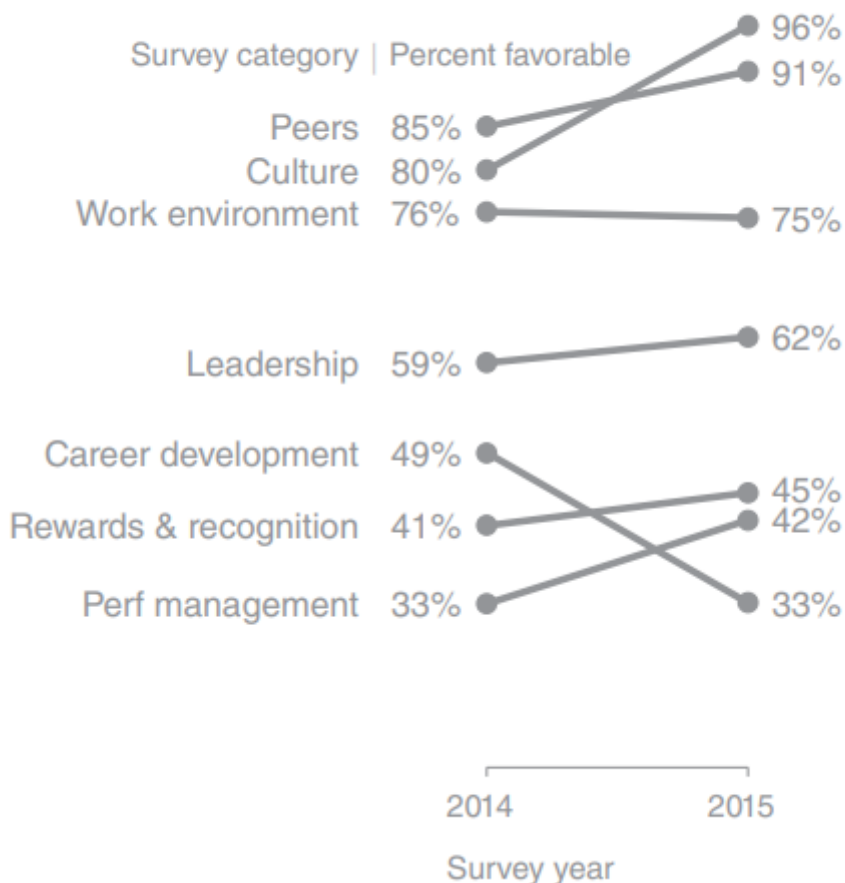 96%
Survey category | Percent favorable
91%
Peers 85%
Culture 80%
Work environment 76% 75%
Leadership 59% 62%
Career development 49%
45%
Rewards & recognition 41% 42%
Perf management 33% 33%
2014 2015
Survey year